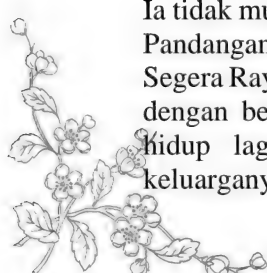 Ia tidak mu
Pandangan
Segera Ray
dengan be
hidup lag
keluargany